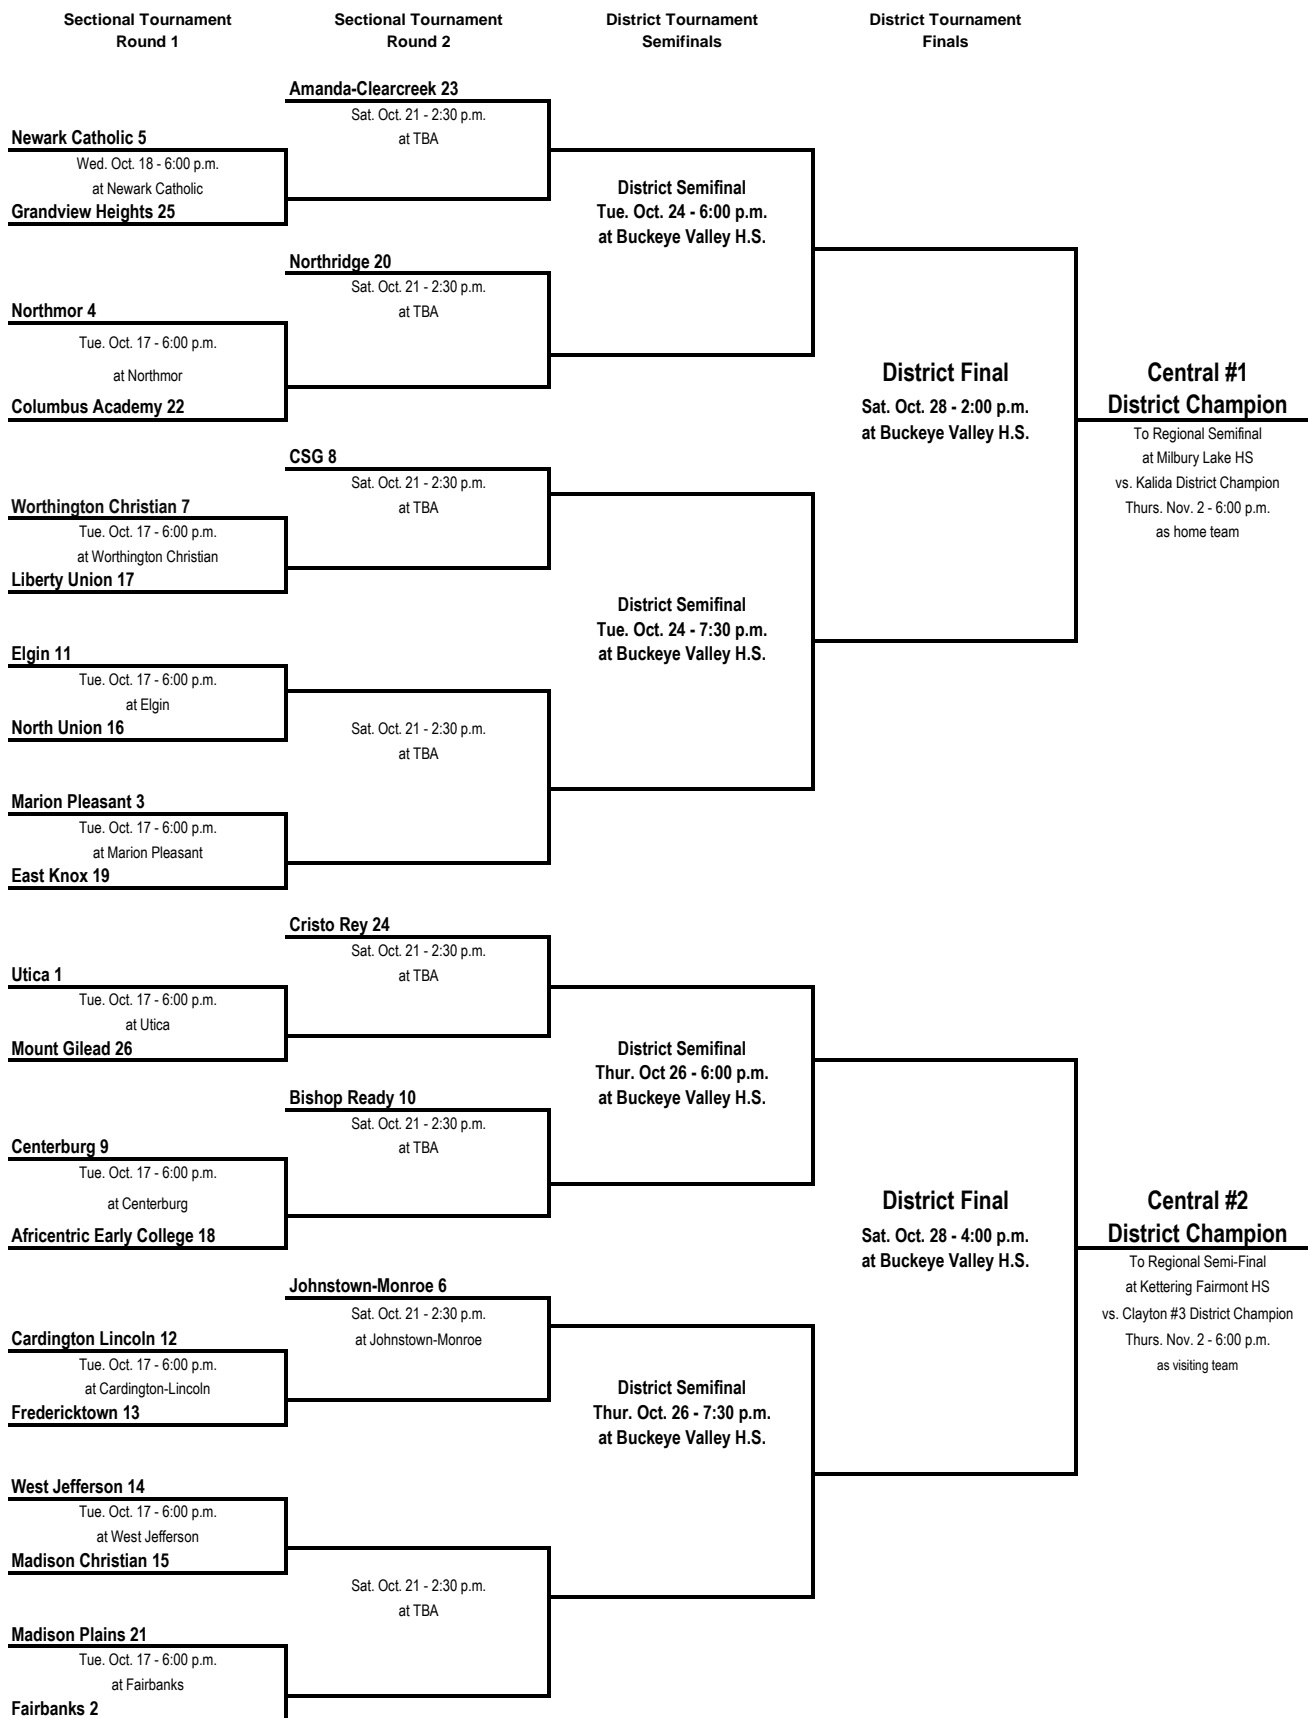 Sectional Tournament
Round 1
Sectional Tournament
Round 2
District Tournament
Semifinals
District Tournament
Finals
Amanda-Clearcreek 23
Sat. Oct. 21 - 2:30 p.m.
at TBA
Newark Catholic 5
Wed. Oct. 18 - 6:00 p.m.
at Newark Catholic
Grandview Heights 25
District Semifinal
Tue. Oct. 24 - 6:00 p.m.
at Buckeye Valley H.S.
Northridge 20
Sat. Oct. 21 - 2:30 p.m.
at TBA
Northmor 4
Tue. Oct. 17 - 6:00 p.m.
at Northmor
Columbus Academy 22
District Final
Sat. Oct. 28 - 2:00 p.m.
at Buckeye Valley H.S.
Central #1
District Champion
To Regional Semifinal
at Milbury Lake HS
vs. Kalida District Champion
Thurs. Nov. 2 - 6:00 p.m.
as home team
CSG 8
Sat. Oct. 21 - 2:30 p.m.
at TBA
Worthington Christian 7
Tue. Oct. 17 - 6:00 p.m.
at Worthington Christian
Liberty Union 17
District Semifinal
Tue. Oct. 24 - 7:30 p.m.
at Buckeye Valley H.S.
Elgin 11
Tue. Oct. 17 - 6:00 p.m.
at Elgin
North Union 16
Sat. Oct. 21 - 2:30 p.m.
at TBA
Marion Pleasant 3
Tue. Oct. 17 - 6:00 p.m.
at Marion Pleasant
East Knox 19
Cristo Rey 24
Sat. Oct. 21 - 2:30 p.m.
at TBA
Utica 1
Tue. Oct. 17 - 6:00 p.m.
at Utica
Mount Gilead 26
District Semifinal
Thur. Oct 26 - 6:00 p.m.
at Buckeye Valley H.S.
Bishop Ready 10
Sat. Oct. 21 - 2:30 p.m.
at TBA
Centerburg 9
Tue. Oct. 17 - 6:00 p.m.
at Centerburg
Africentric Early College 18
District Final
Sat. Oct. 28 - 4:00 p.m.
at Buckeye Valley H.S.
Central #2
District Champion
To Regional Semi-Final
at Kettering Fairmont HS
vs. Clayton #3 District Champion
Thurs. Nov. 2 - 6:00 p.m.
as visiting team
Johnstown-Monroe 6
Sat. Oct. 21 - 2:30 p.m.
at Johnstown-Monroe
Cardington Lincoln 12
Tue. Oct. 17 - 6:00 p.m.
at Cardington-Lincoln
Fredericktown 13
District Semifinal
Thur. Oct. 26 - 7:30 p.m.
at Buckeye Valley H.S.
West Jefferson 14
Tue. Oct. 17 - 6:00 p.m.
at West Jefferson
Madison Christian 15
Sat. Oct. 21 - 2:30 p.m.
at TBA
Madison Plains 21
Tue. Oct. 17 - 6:00 p.m.
at Fairbanks
Fairbanks 2